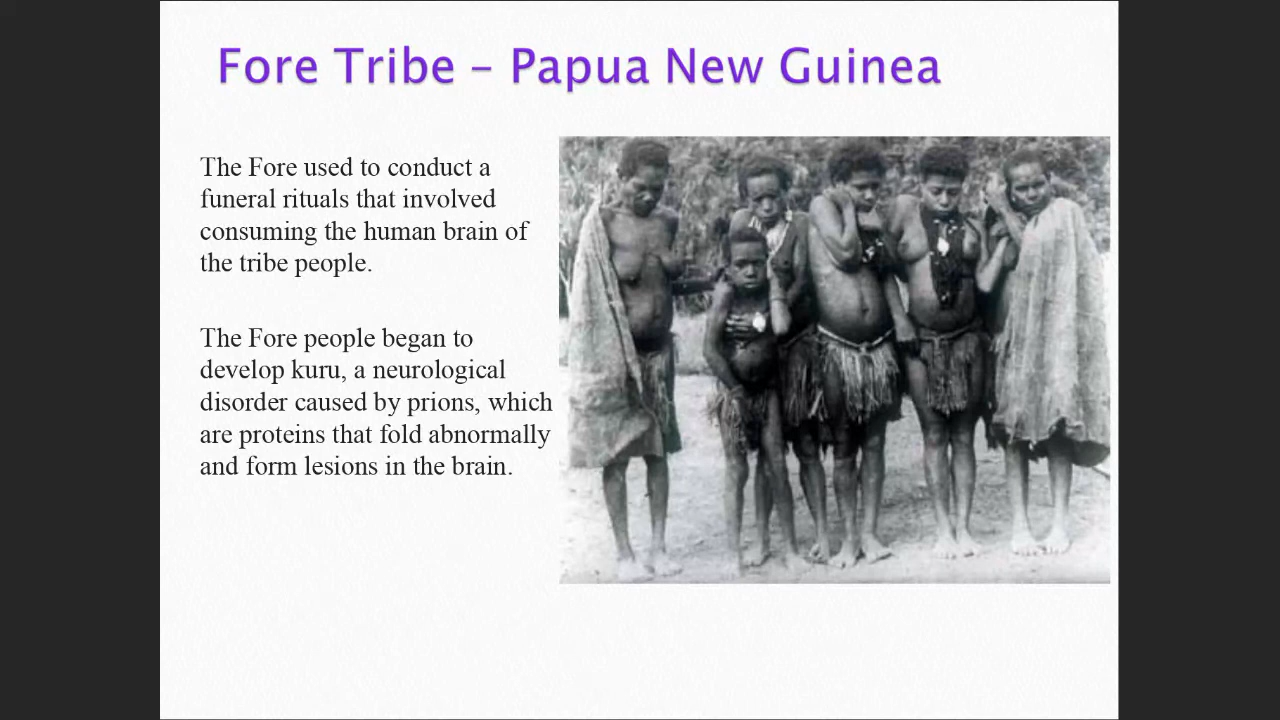 Fore Tribe – Papua New Guinea
The Fore used to conduct a
funeral rituals that involved
consuming the human brain of
the tribe people.
The Fore people began to
develop kuru, a neurological
disorder caused by prions, which
are proteins that fold abnormally
and form lesions in the brain.